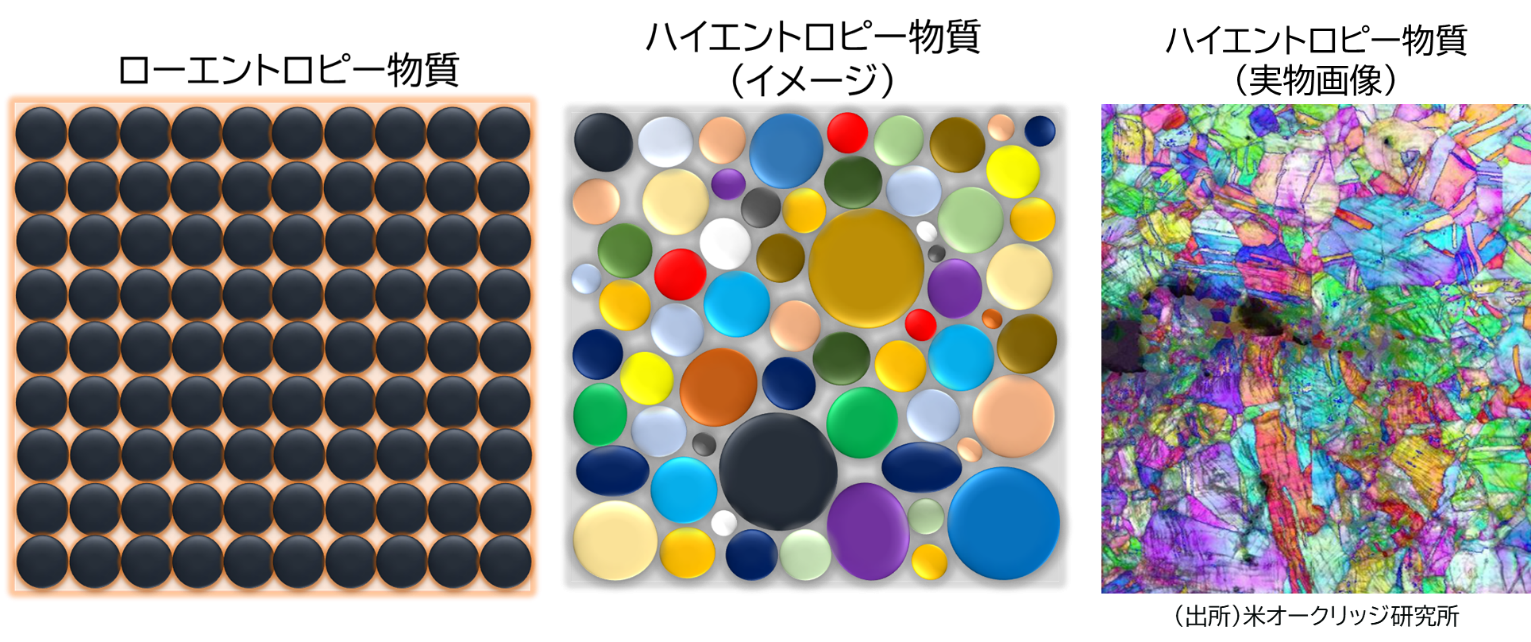 ローエントロピー物質
ハイエントロピー物質
（イメージ）
ハイエントロピー物質
（実物画像）
（出所）米オークリッジ研究所